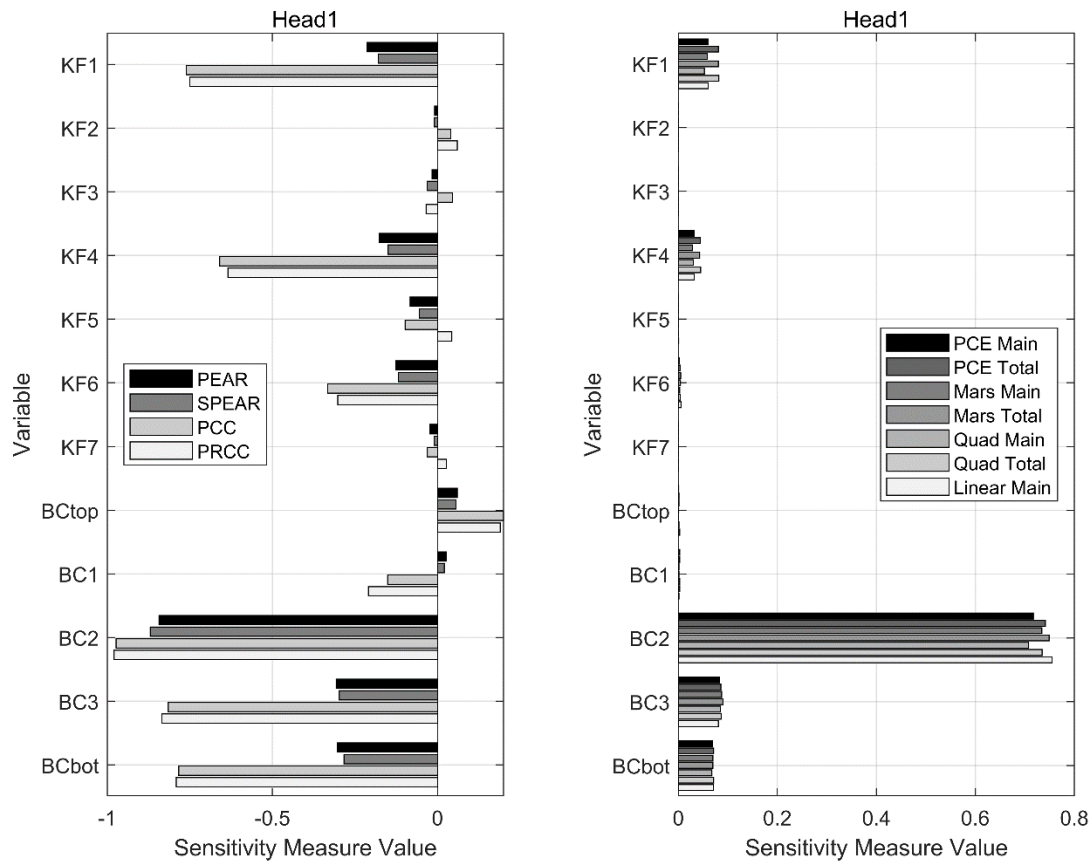 Head1
KF1
KF2
KF3
KF4
KF5
KF6
KF7
BCtop
BC1
BC2
BC3
BCbot
Variable
PEAR
SPEAR
PCC
PRCC
-1
-0.5
0
Sensitivity Measure Value
Head1
KF1
KF2
KF3
KF4
KF5
KF6
KF7
BCtop
BC1
BC2
BC3
BCbot
Variable
PCE Main
PCE Total
Mars Main
Mars Total
Quad Main
Quad Total
Linear Main
0
0.2
0.4
0.6
0.8
Sensitivity Measure Value